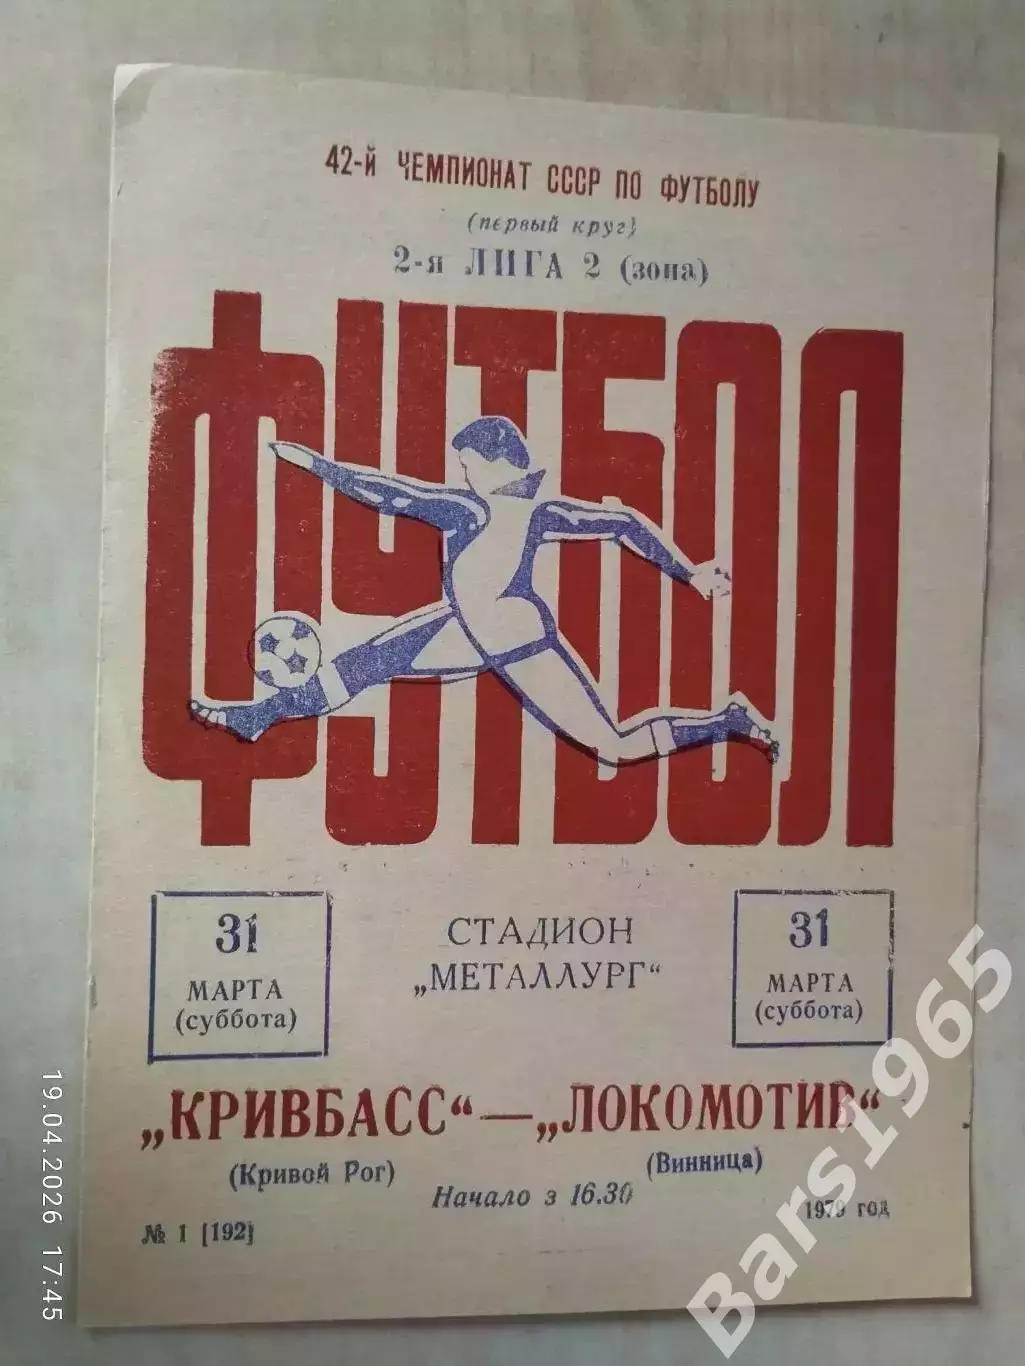 42-й ЧЕМПИОНАТ СССР ПО ФУТБОЛУ
(первый круг)
2-я ЛИГА 2 (зона)
ФУТБОЛ
31
МАРТА
(суббота)
СТАДИОН
„МЕТАЛЛУРГ“
31
МАРТА
(суббота)
„КРИВБАСС“—„ЛОКОМОТИВ“
(Кривой Рог)
(Винница)
Начало з 16.30
№ 1 [192]
1979 год
19.04.2026 17:45
Bars1965